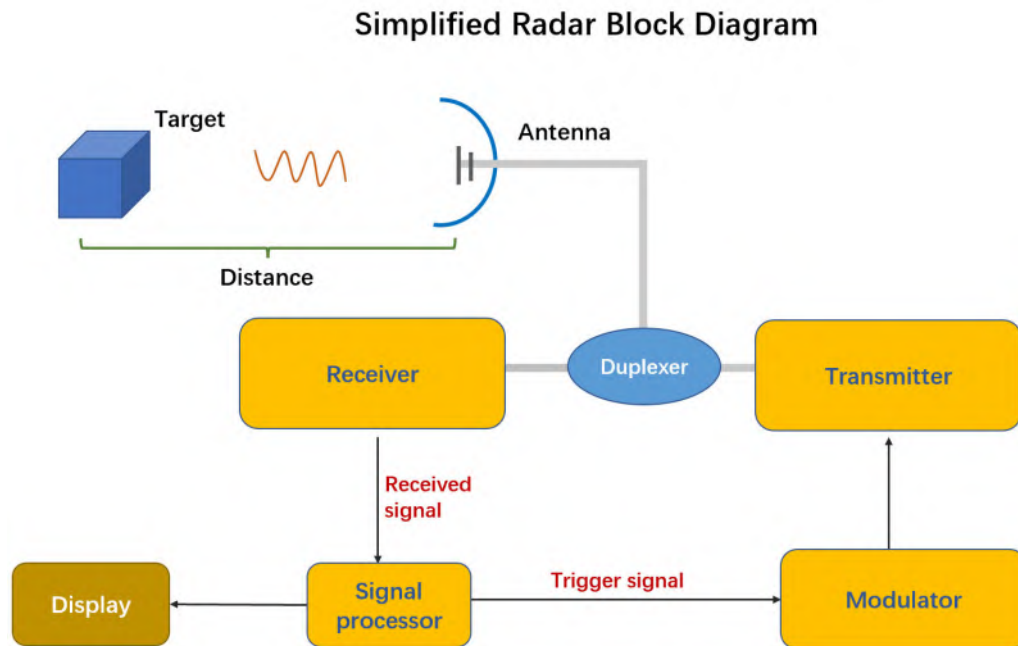 Simplified Radar Block Diagram
Target
Antenna
Distance
Receiver
Duplexer
Transmitter
Received
signal
Display
Signal
processor
Trigger signal
Modulator